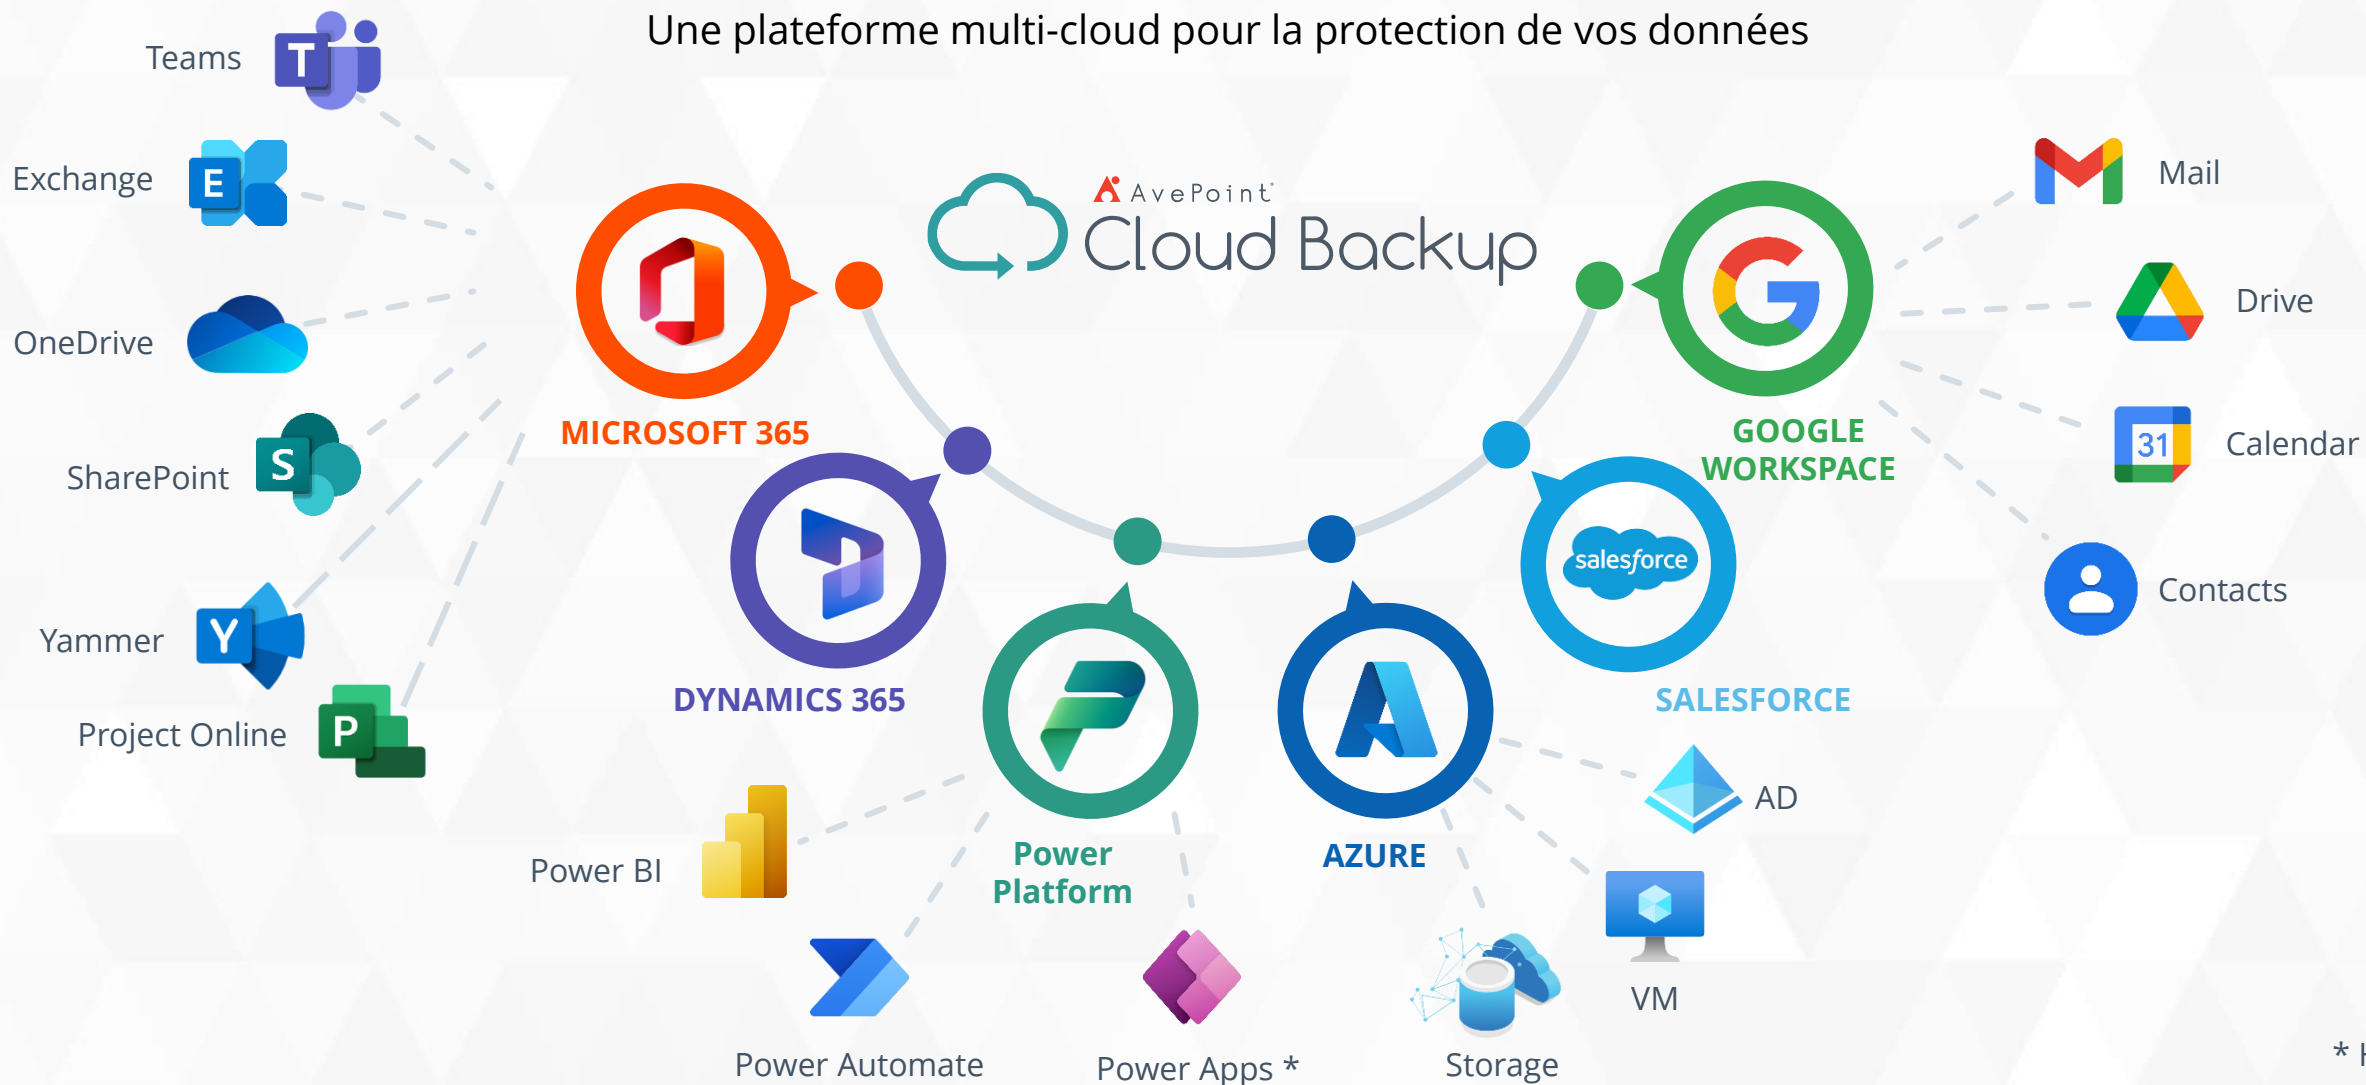 Une plateforme multi-cloud pour la protection de vos données
Teams
T
Exchange
E
OneDrive
SharePoint
S
Yammer
Y
Project Online
P
AvePoint
Cloud Backup
MICROSOFT 365
DYNAMICS 365
Power
Platform
AZURE
salesforce
SALESFORCE
GOOGLE
WORKSPACE
Mail
Drive
31
Calendar
Contacts
Power BI
Power Automate
Power Apps *
Storage
VM
AD
*